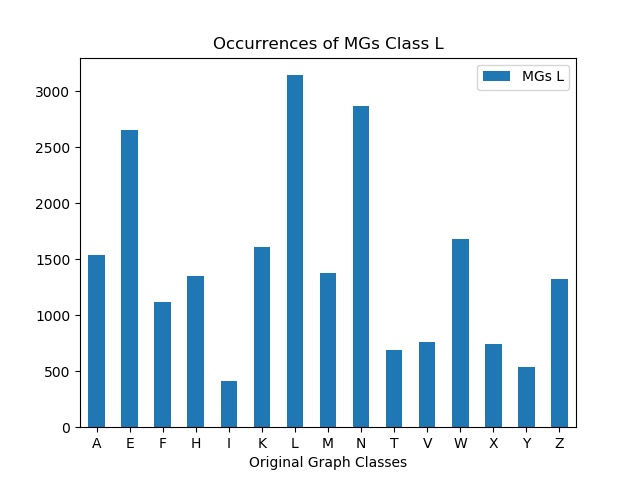 Occurrences of MGs Class L
MGs L
3000
2500
2000
1500
1000
500
0
A E F H I K L M N T V W X Y Z
Original Graph Classes